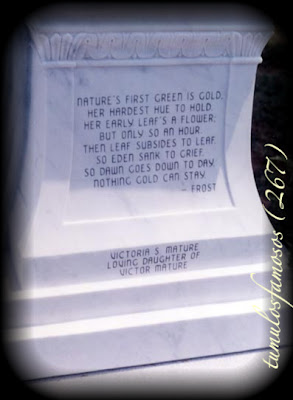 NATURE'S FIRST GREEN IS GOLD,
HER HARDEST HUE TO HOLD.
HER EARLY LEAF'S A FLOWER;
BUT ONLY SO AN HOUR.
THEN LEAF SUBSIDES TO LEAF.
SO EDEN SANK TO GRIEF,
SO DAWN GOES DOWN TO DAY.
NOTHING GOLD CAN STAY.
- FROST
VICTORIA S. MATURE
LOVING DAUGHTER OF
VICTOR MATURE
tumulosfamosos (267)